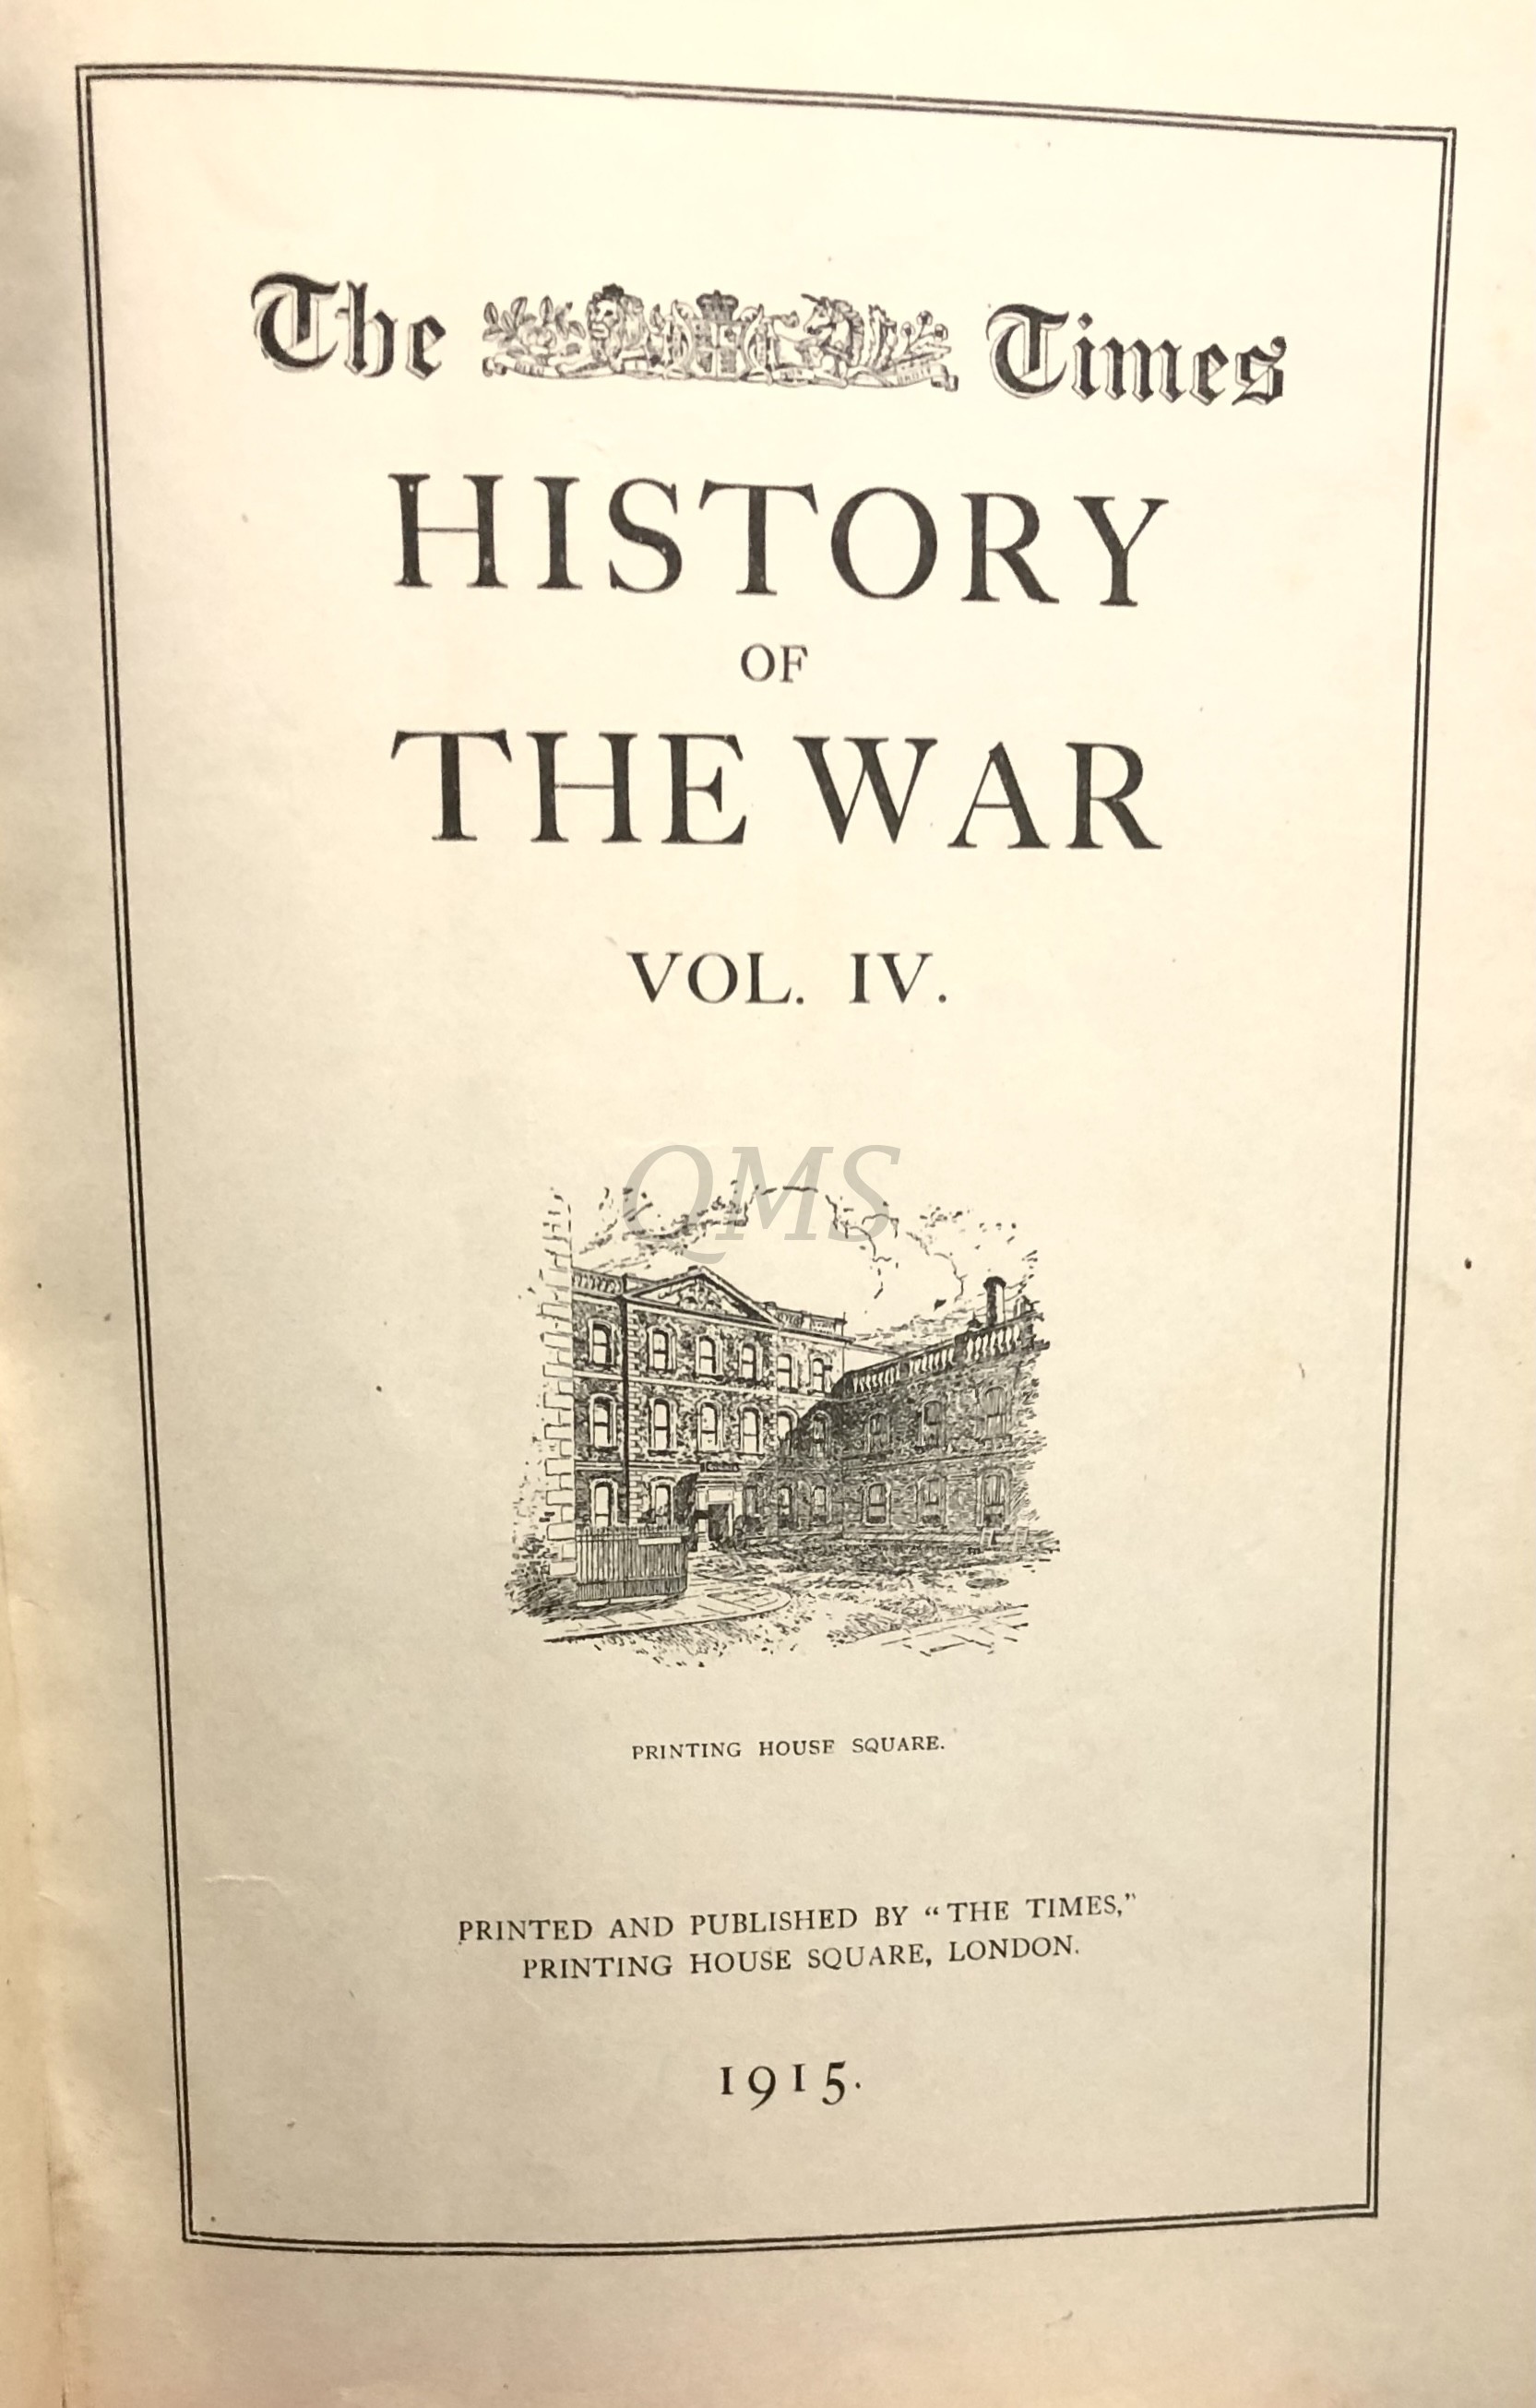 The Times
HISTORY
OF
THE WAR
VOL. IV.
QMS
PRINTING HOUSE SQUARE.
PRINTED AND PUBLISHED BY “THE TIMES,”
PRINTING HOUSE SQUARE, LONDON.
1915.